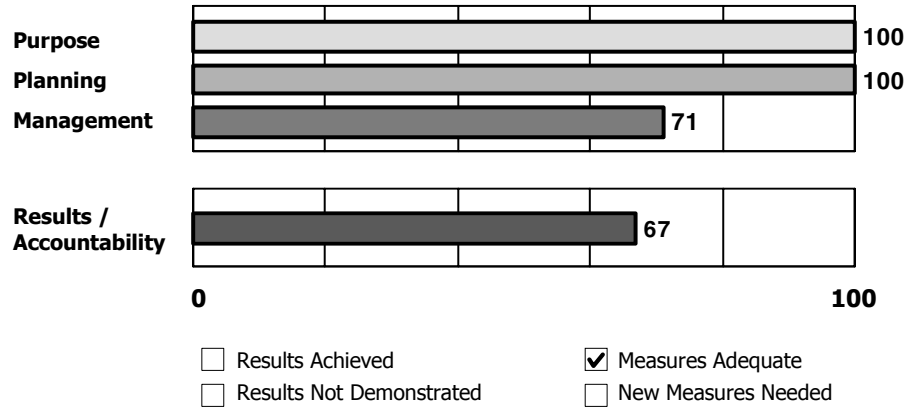 Purpose 100
Planning 100
Management 71
Results / 
Accountability 67
0 100
Results Achieved Measures Adequate
Results Not Demonstrated New Measures Needed